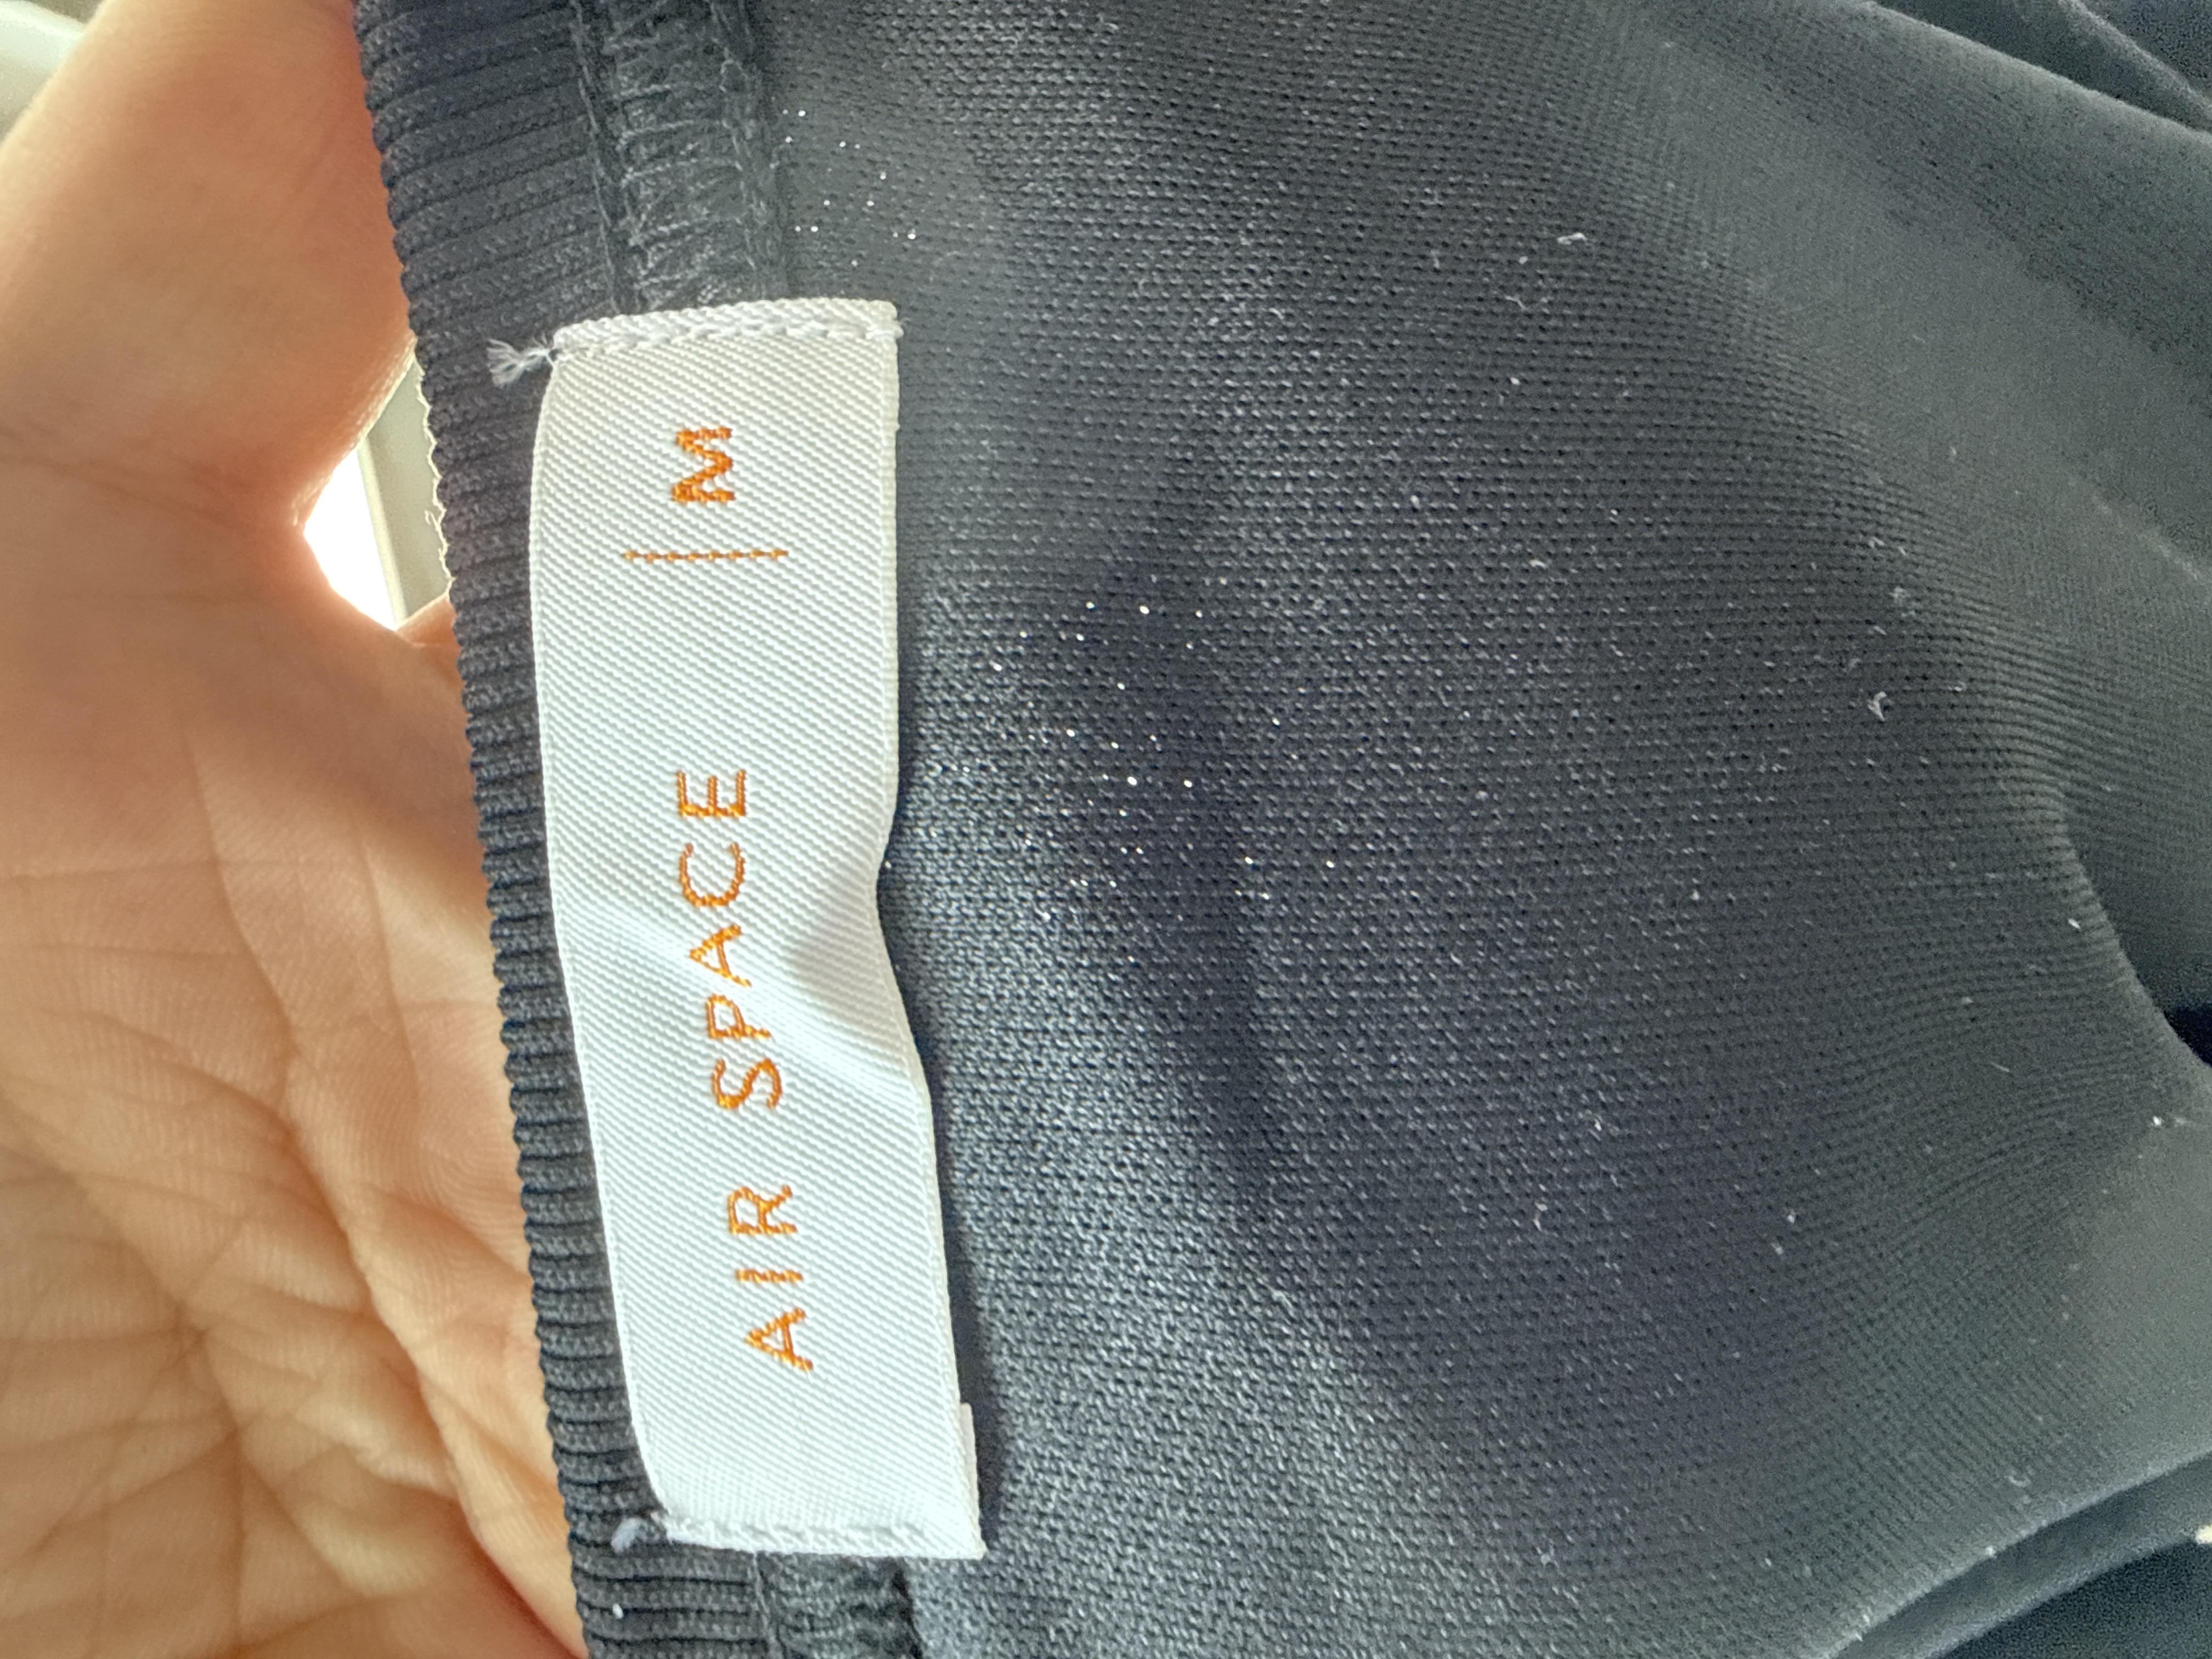 AIR SPACE | M